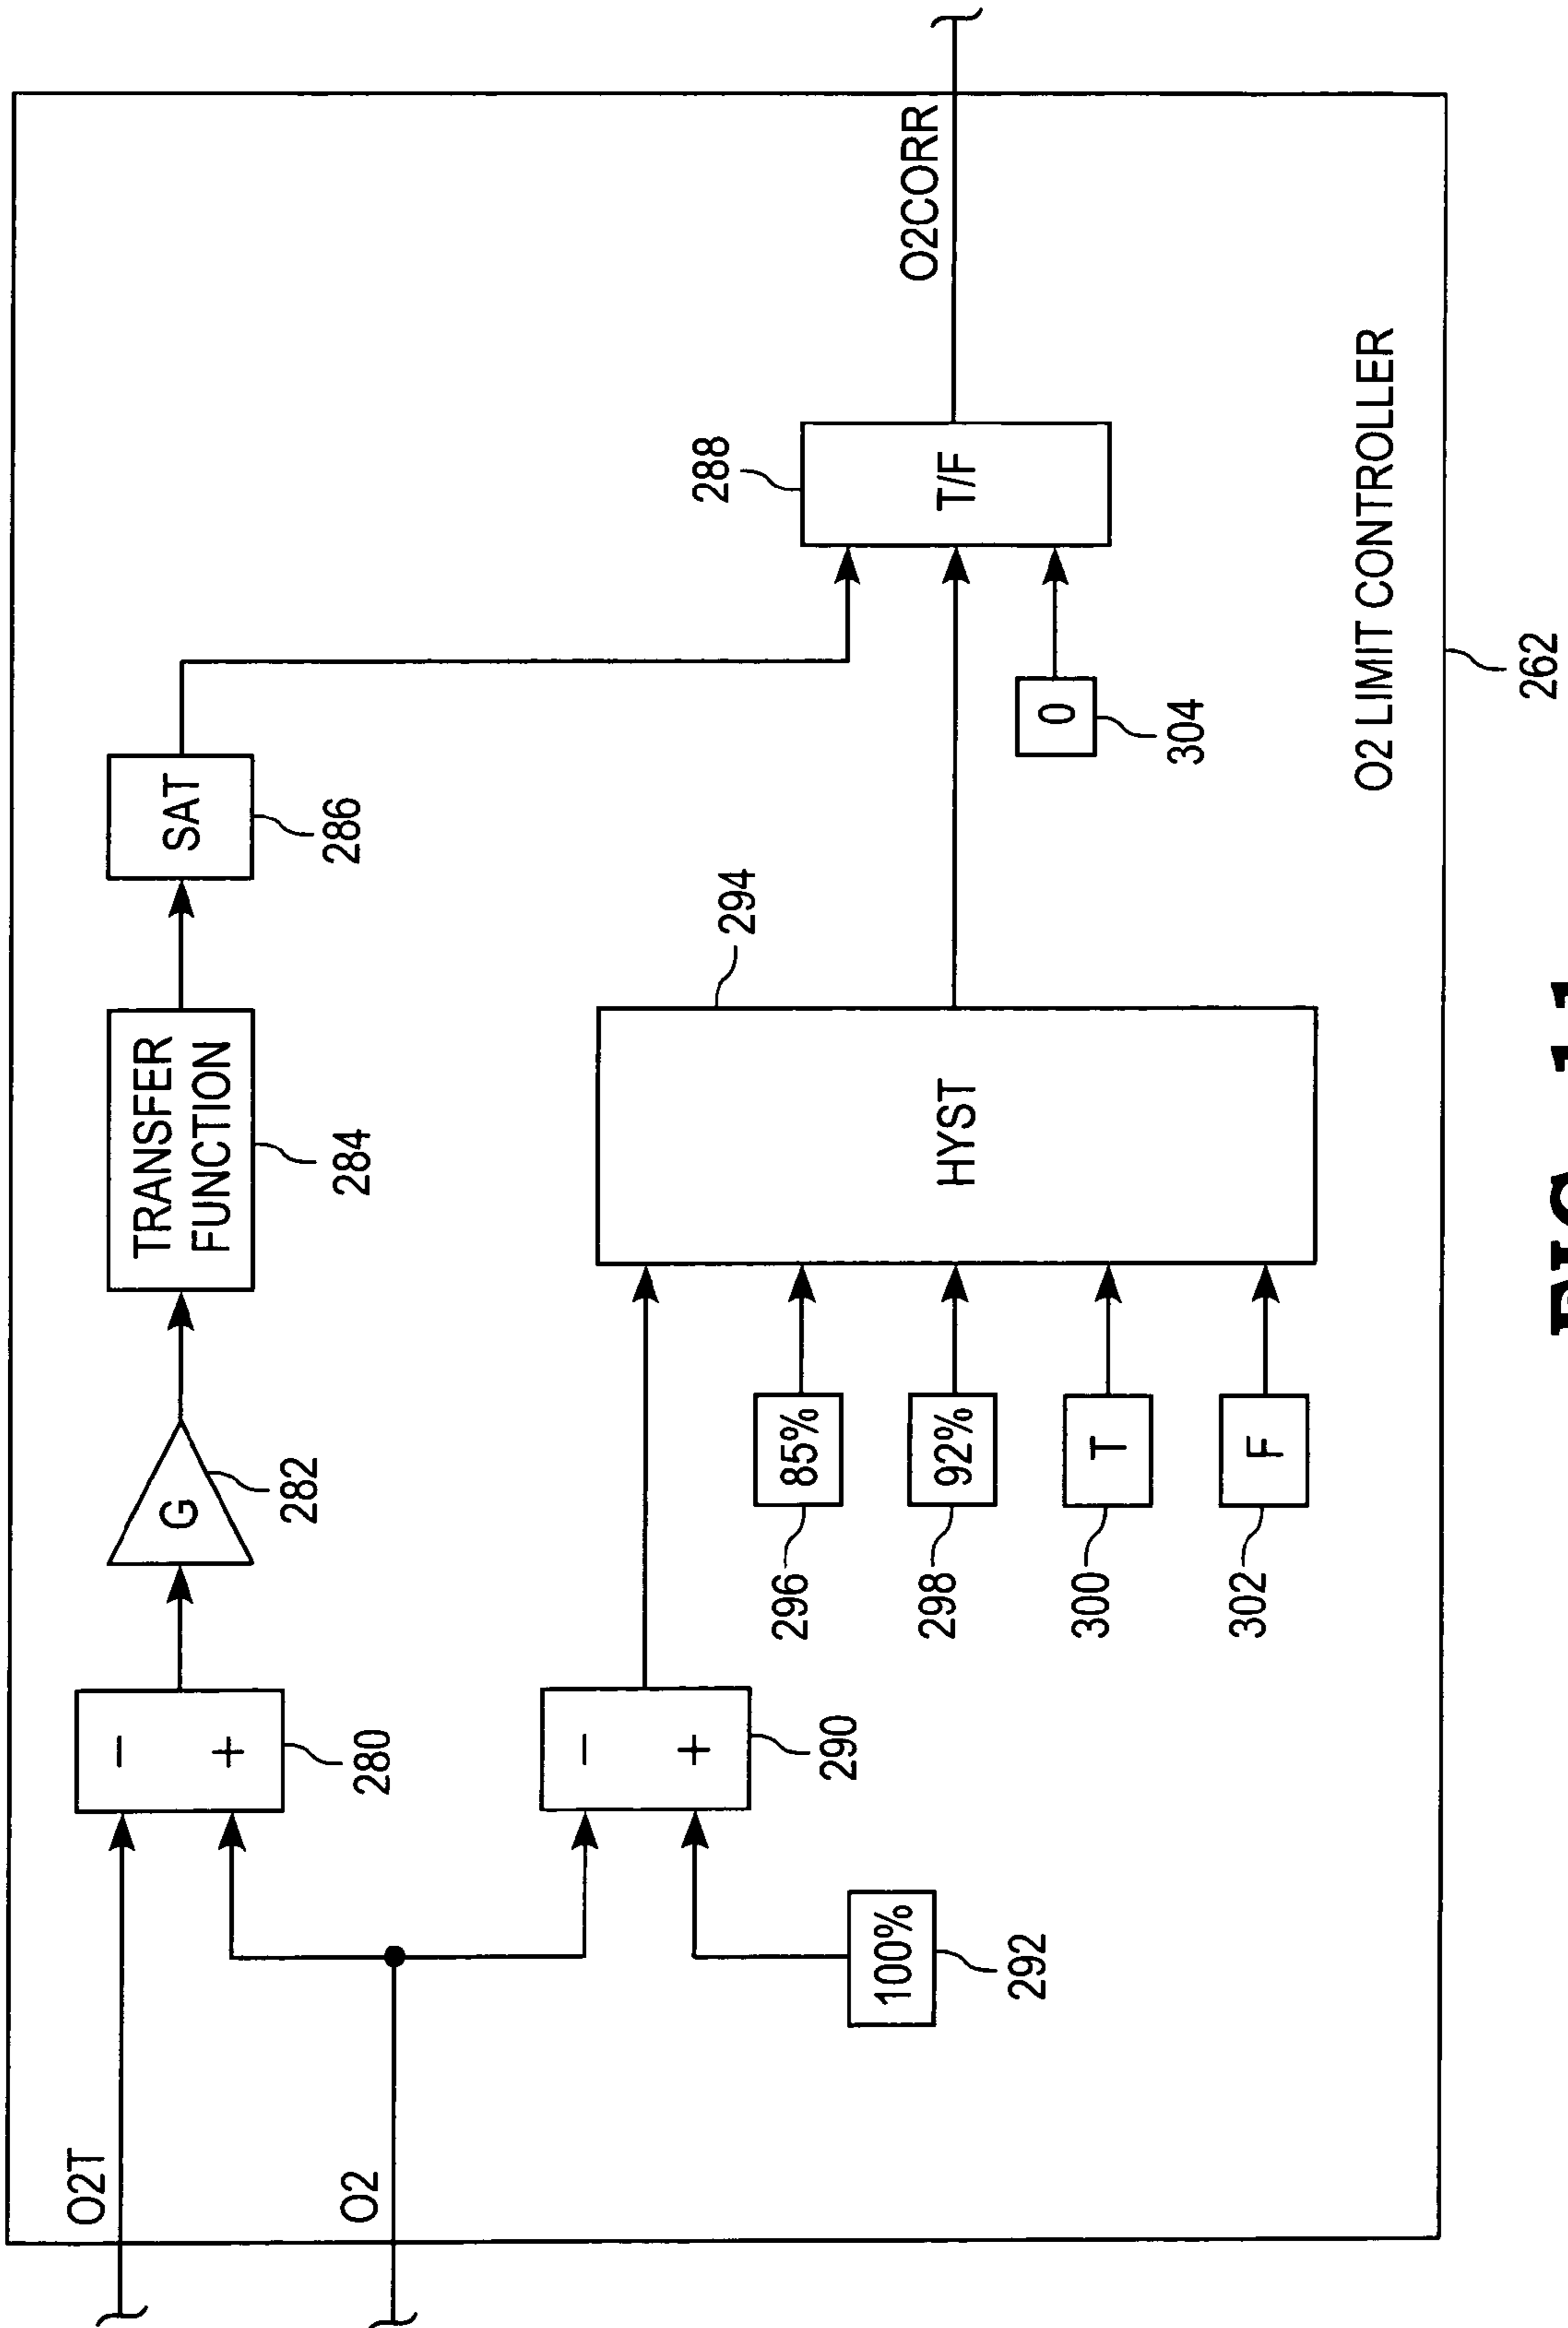 O2T
O2
-
+
280
G
282
TRANSFER
FUNCTION
284
SAT
286
100%
292
-
+
290
85%
296
92%
298
T
300
F
302
HYST
294
0
304
T/F
288
O2CORR
O2 LIMIT CONTROLLER
262